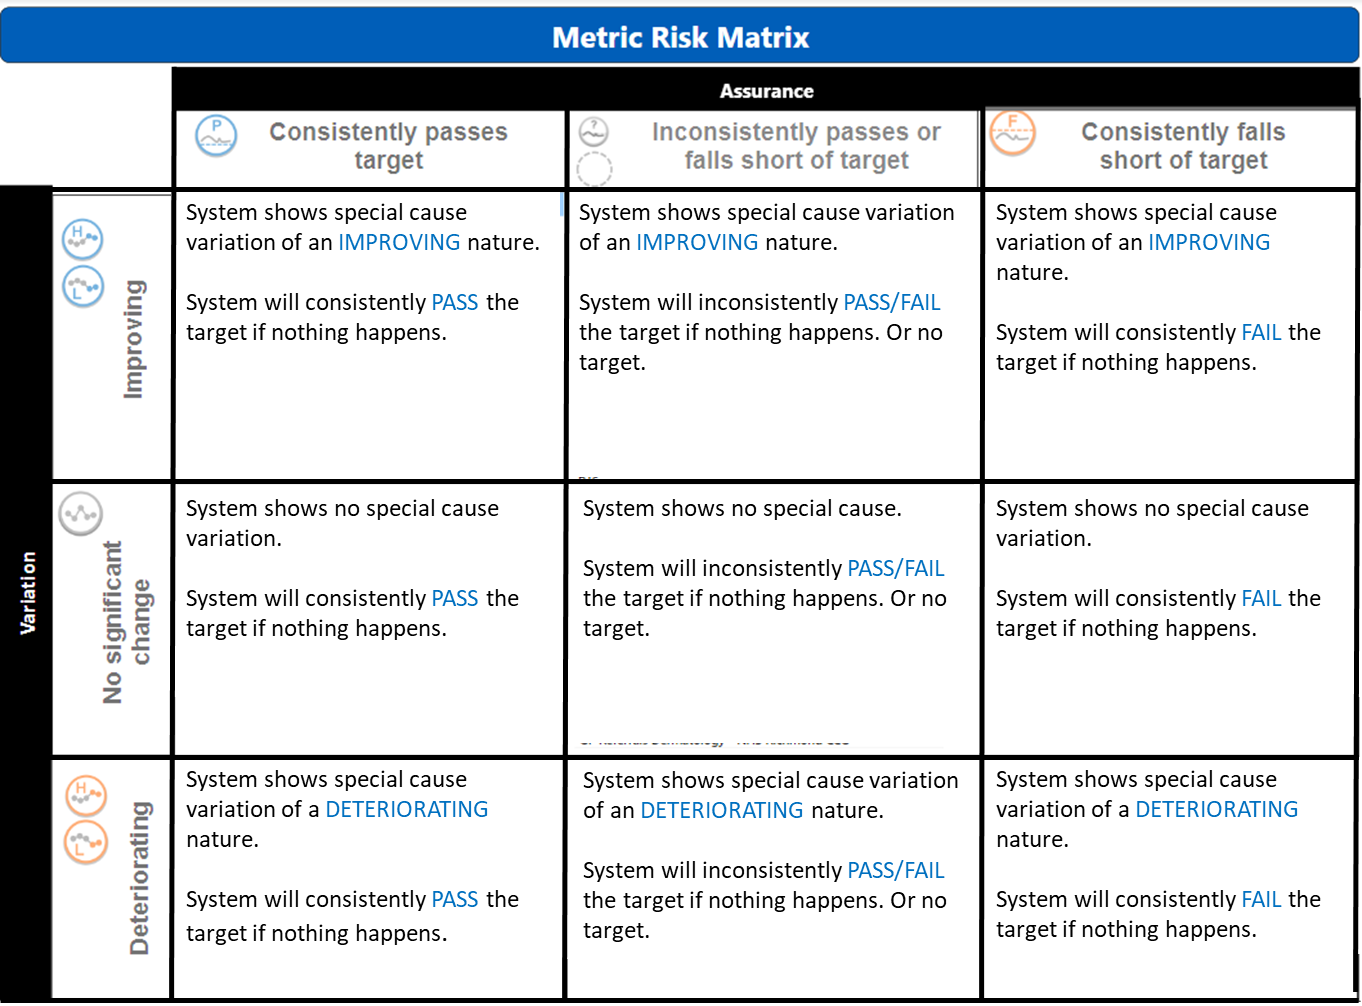 Metric Risk Matrix
Assurance
P
Consistently passes
target
?
Inconsistently passes or
falls short of target
F
Consistently falls
short of target
Variation
H
L
Improving
System shows special cause
variation of an IMPROVING nature.
System will consistently PASS the
target if nothing happens.
System shows special cause variation
of an IMPROVING nature.
System will inconsistently PASS/FAIL
the target if nothing happens. Or no
target.
System shows special cause
variation of an IMPROVING
nature.
System will consistently FAIL the
target if nothing happens.
No significant
change
System shows no special cause
variation.
System will consistently PASS the
target if nothing happens.
System shows no special cause.
System will inconsistently PASS/FAIL
the target if nothing happens. Or no
target.
System shows no special cause
variation.
System will consistently FAIL the
target if nothing happens.
H
L
Deteriorating
System shows special cause
variation of a DETERIORATING
nature.
System will consistently PASS the
target if nothing happens.
System shows special cause variation
of an DETERIORATING nature.
System will inconsistently PASS/FAIL
the target if nothing happens. Or no
target.
System shows special cause
variation of a DETERIORATING
nature.
System will consistently FAIL the
target if nothing happens.